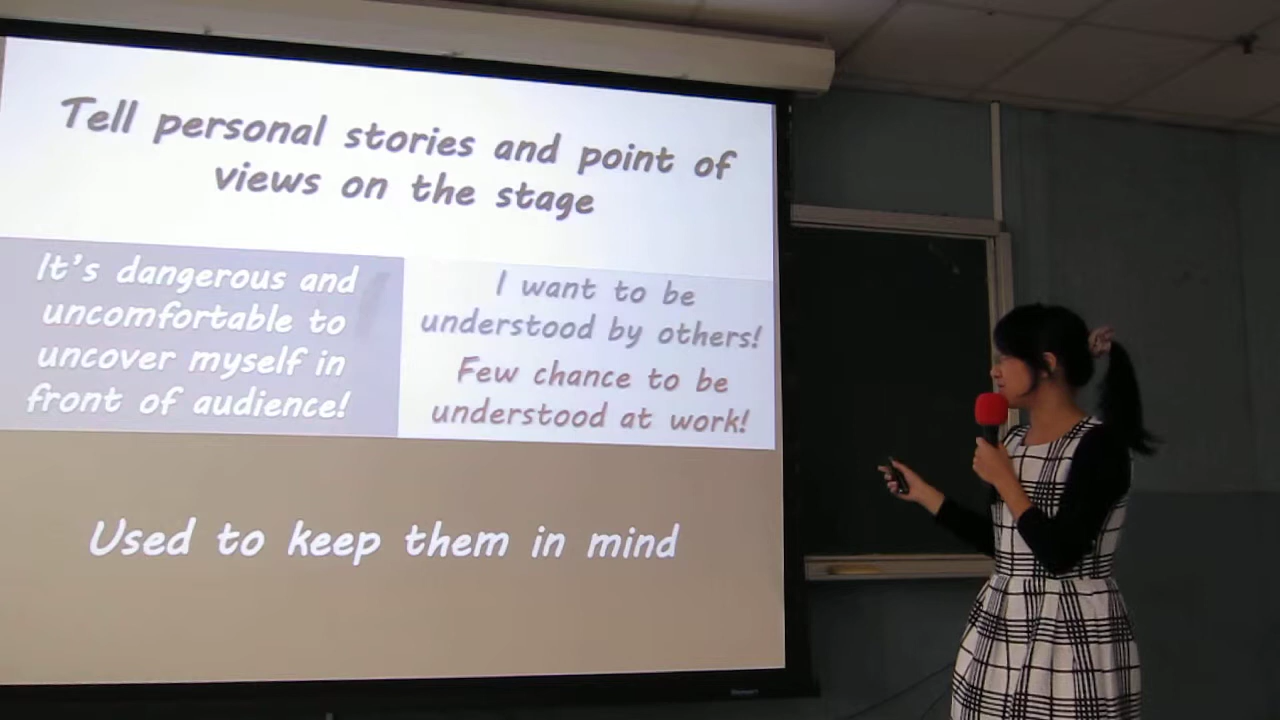 Tell personal stories and point of
views on the stage
It's dangerous and
uncomfortable to
uncover myself in
front of audience!
I want to be
understood by others!
Few chance to be
understood at work!
Used to keep them in mind